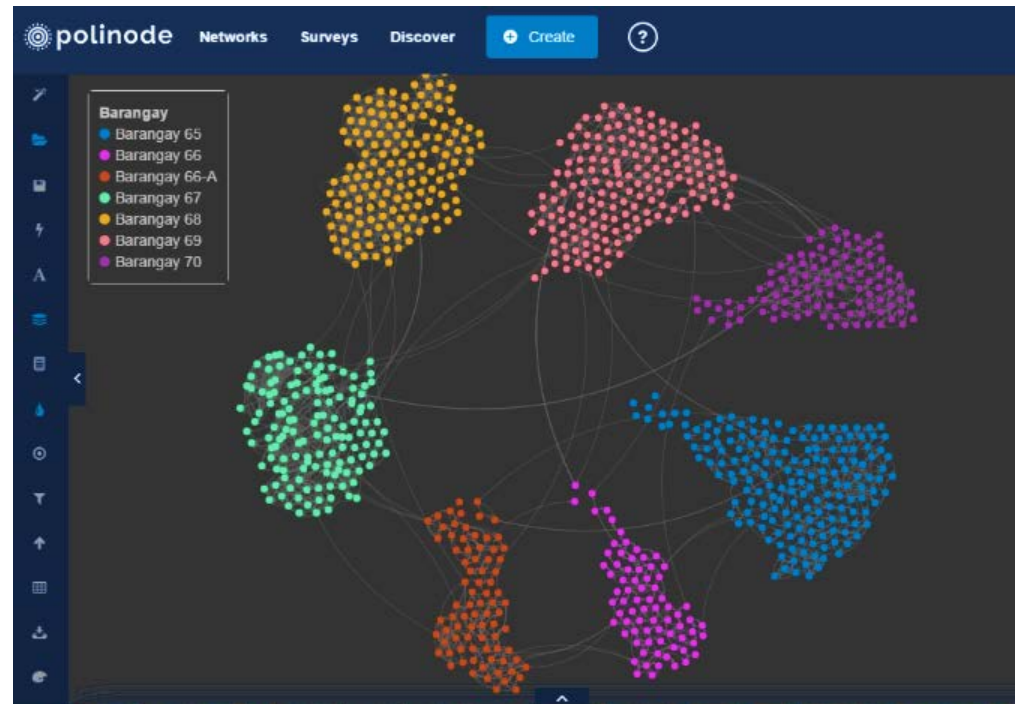 polinode Networks Surveys Discover + Create ?
Barangay
Barangay 65
Barangay 66
Barangay 66-A
Barangay 67
Barangay 68
Barangay 69
Barangay 70
A